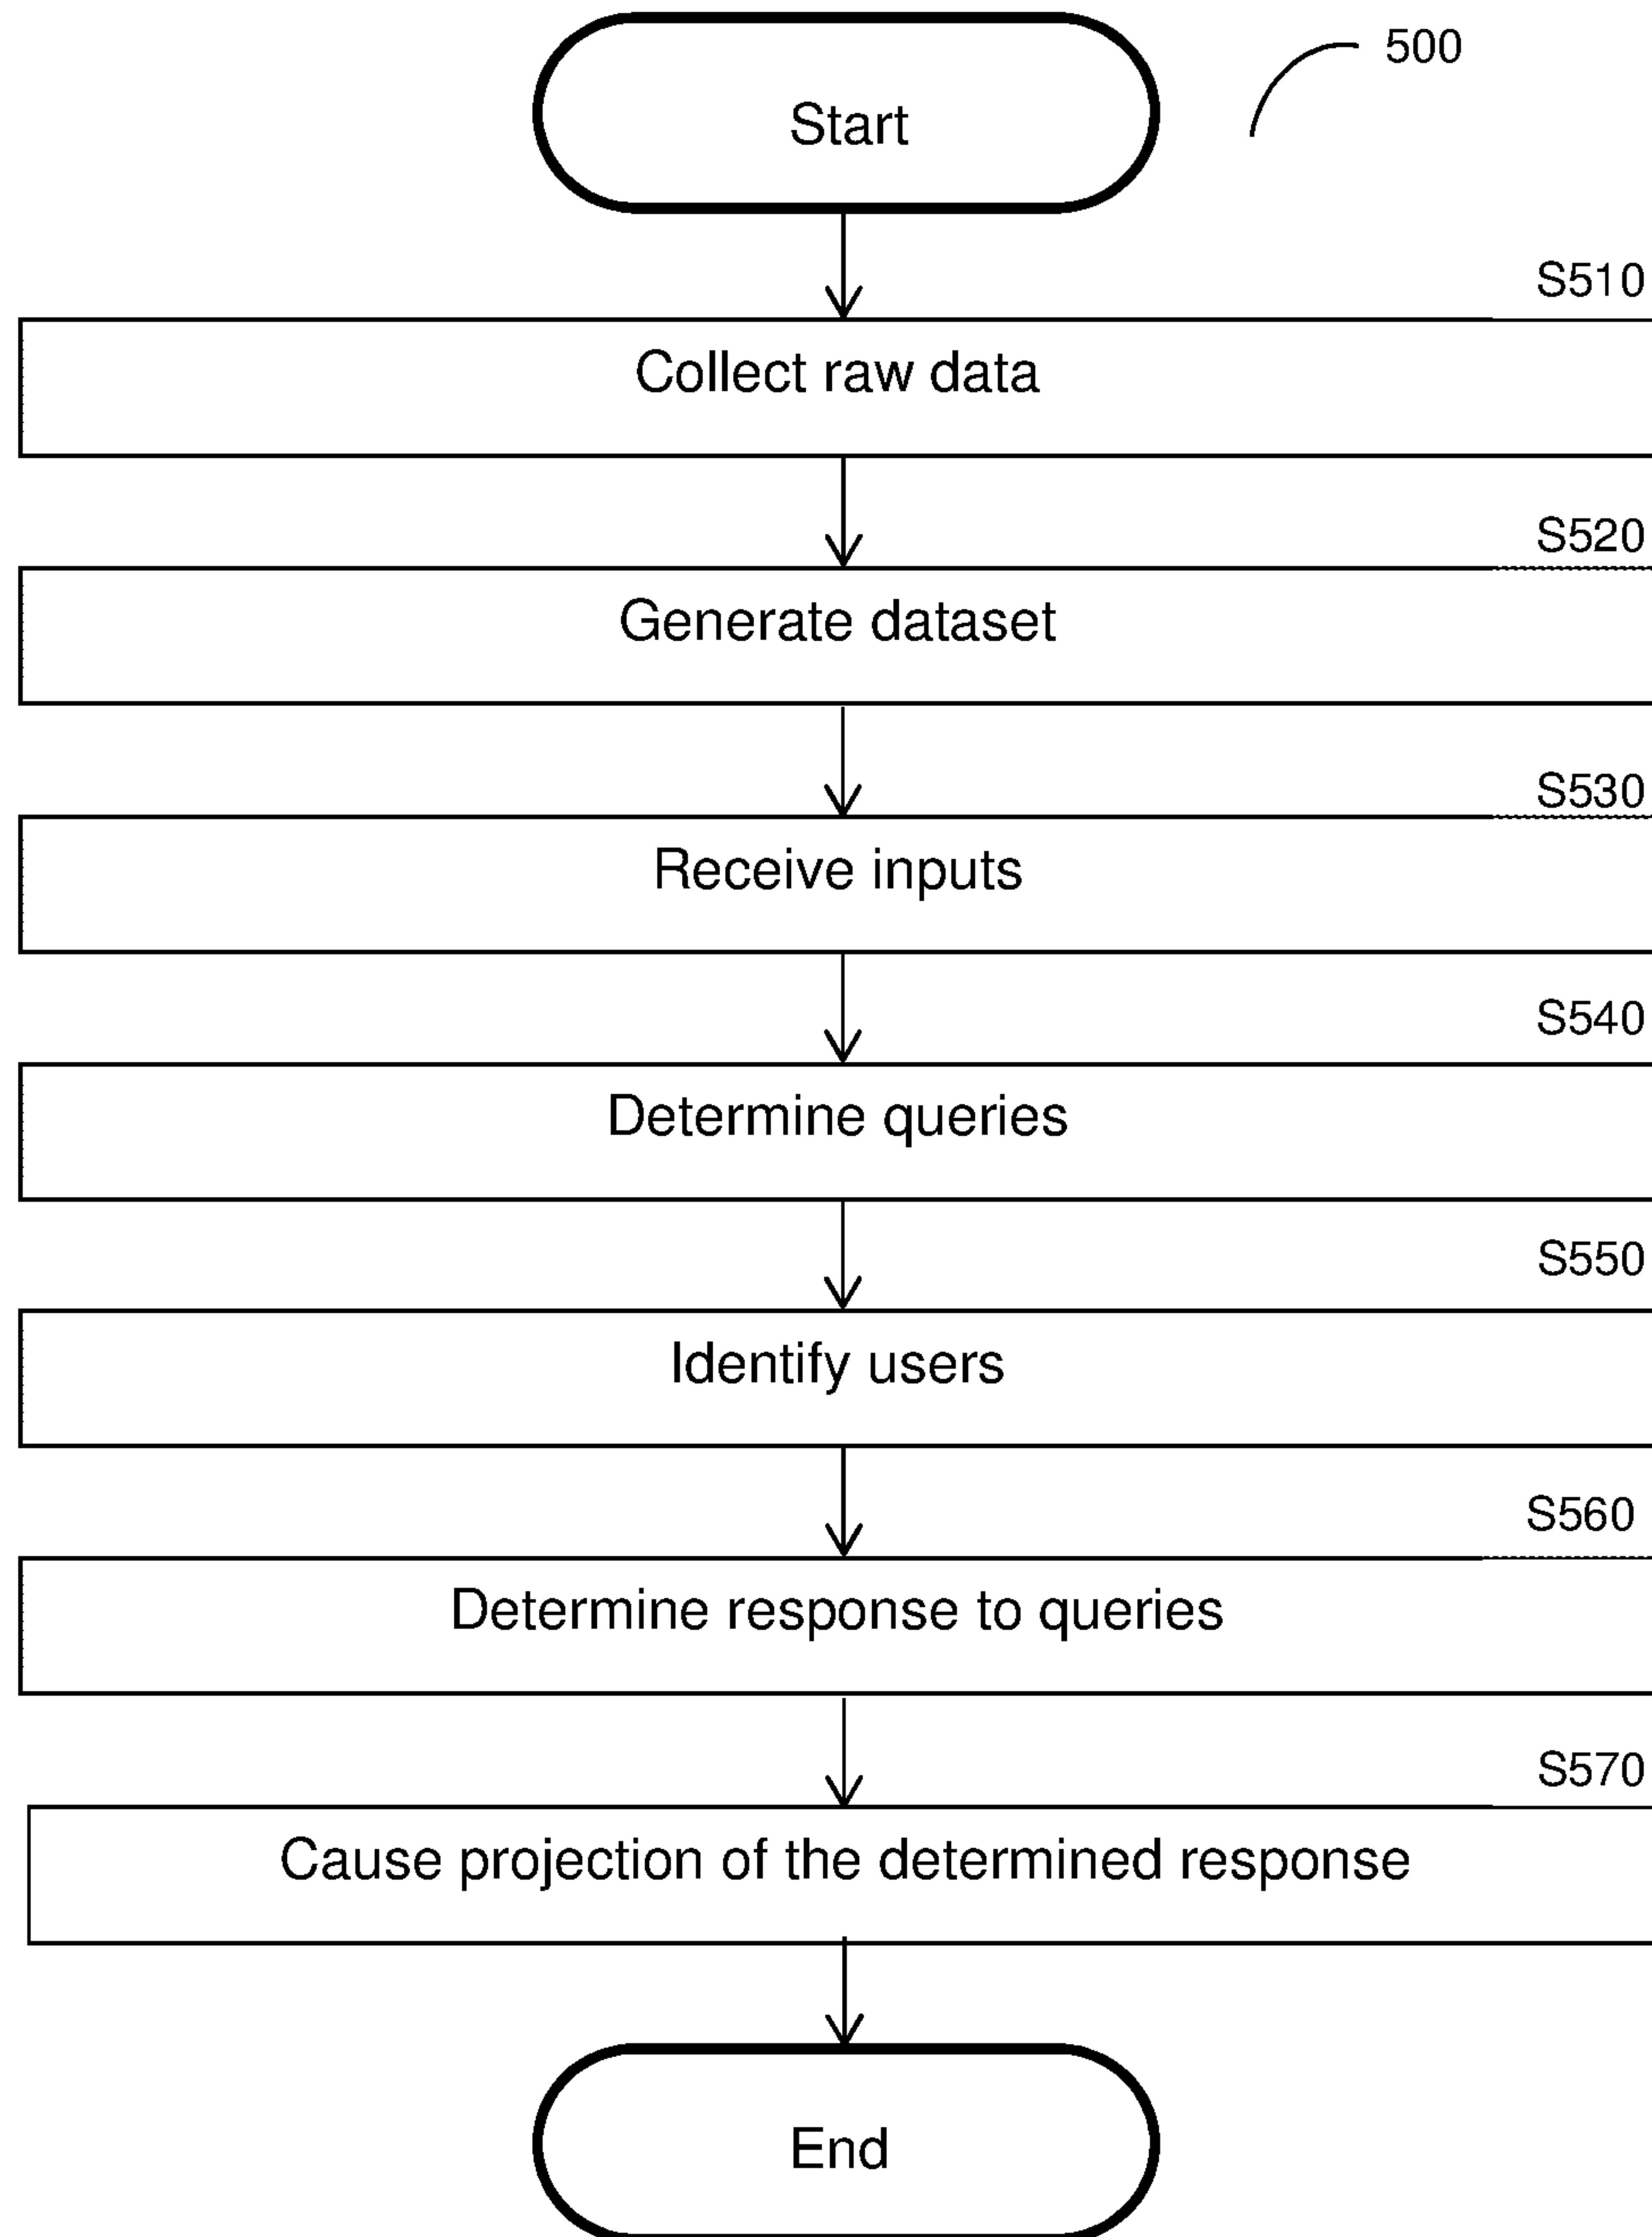 Start
500
S510
Collect raw data
S520
Generate dataset
S530
Receive inputs
S540
Determine queries
S550
Identify users
S560
Determine response to queries
S570
Cause projection of the determined response
End